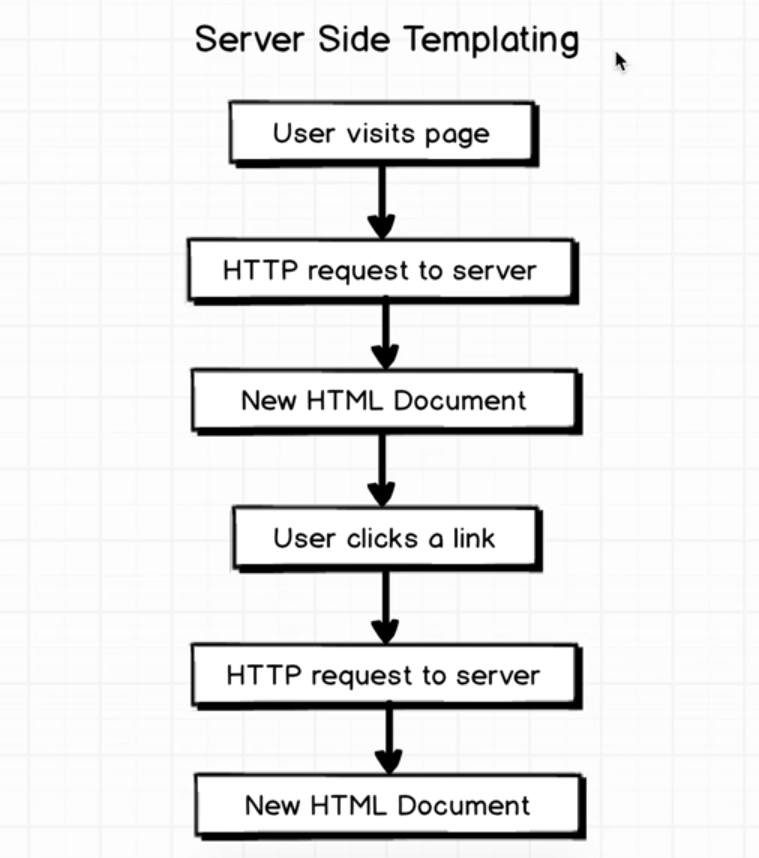 Server Side Templating
User visits page
HTTP request to server
New HTML Document
User clicks a link
HTTP request to server
New HTML Document